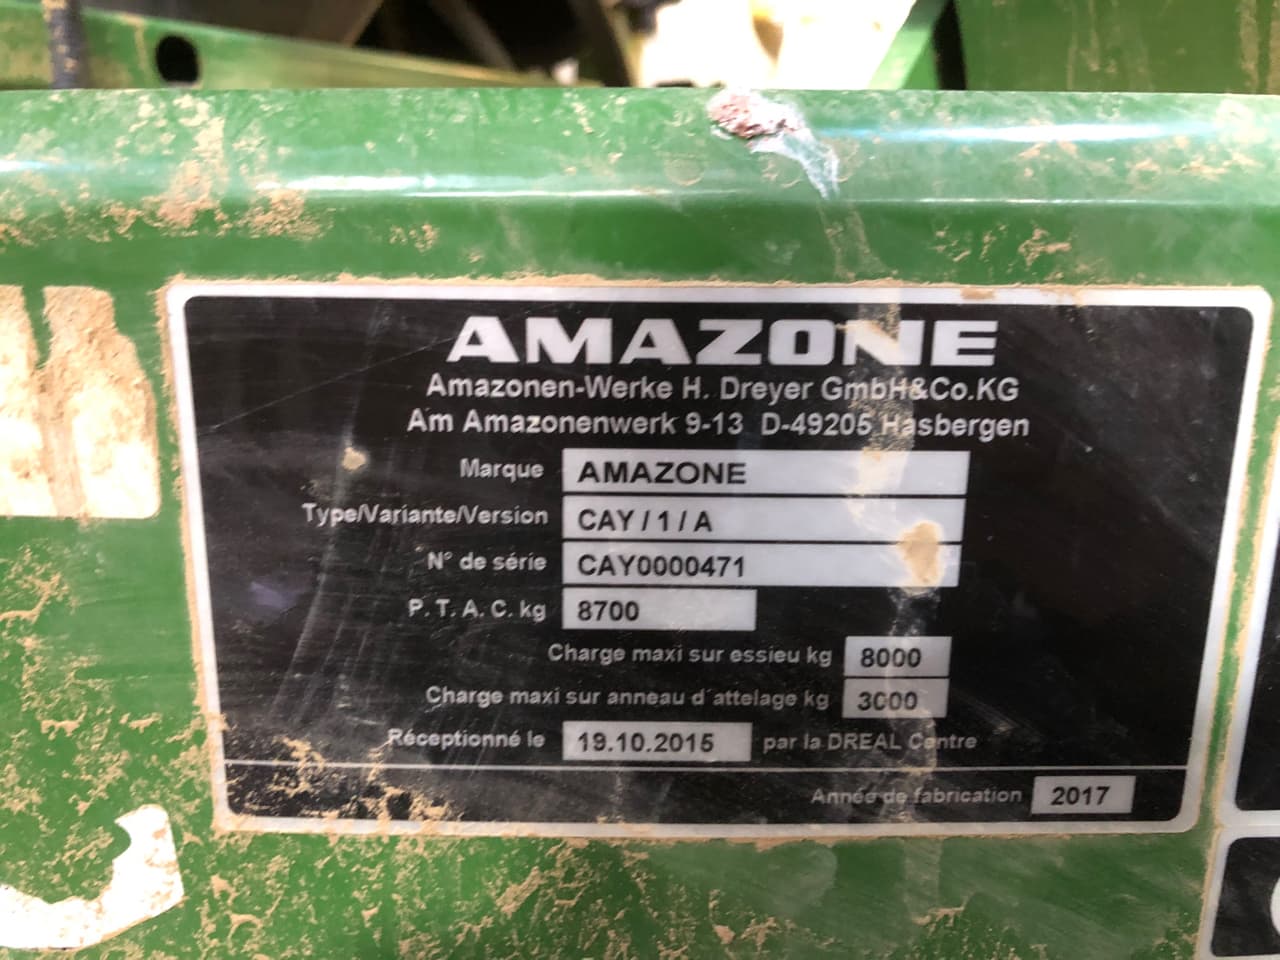 AMAZONE
Amazonen-Werke H. Dreyer GmbH&Co.KG
Am Amazonenwerk 9-13 D-49205 Hasbergen
Marque AMAZONE
Type/Variante/Version CAY / 1 / A
N° de série CAY0000471
P. T. A. C. kg 8700
Charge maxi sur essieu kg 8000
Charge maxi sur anneau d´attelage kg 3000
Réceptionné le 19.10.2015 par la DREAL Centre
Année de fabrication 2017